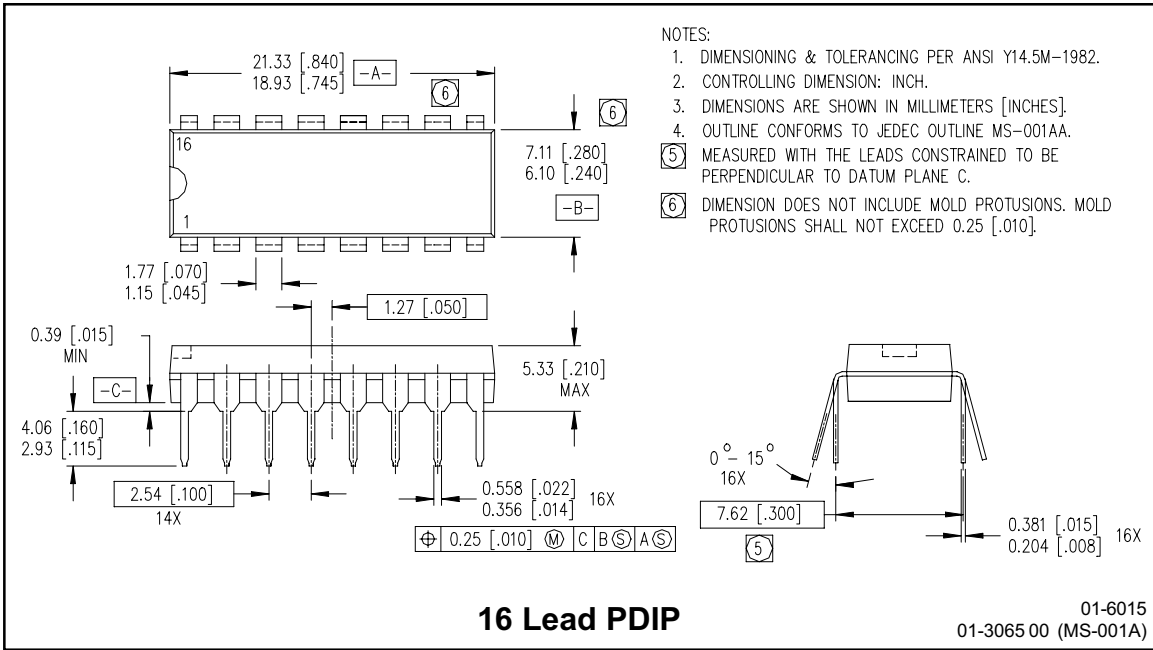 21.33 [.840]
18.93 [.745]
-A-
6
6
16
1
7.11 [.280]
6.10 [.240]
-B-
NOTES:
1. DIMENSIONING & TOLERANCING PER ANSI Y14.5M-1982.
2. CONTROLLING DIMENSION: INCH.
3. DIMENSIONS ARE SHOWN IN MILLIMETERS [INCHES].
4. OUTLINE CONFORMS TO JEDEC OUTLINE MS-001AA.
5 MEASURED WITH THE LEADS CONSTRAINED TO BE
PERPENDICULAR TO DATUM PLANE C.
6 DIMENSION DOES NOT INCLUDE MOLD PROTUSIONS. MOLD
PROTUSIONS SHALL NOT EXCEED 0.25 [.010].
1.77 [.070]
1.15 [.045]
1.27 [.050]
0.39 [.015]
MIN
-C-
5.33 [.210]
MAX
4.06 [.160]
2.93 [.115]
2.54 [.100]
14X
0.558 [.022]
0.356 [.014] 16X
⌖ 0.25 [.010] Ⓜ C B Ⓢ A Ⓢ
0° – 15°
16X
7.62 [.300]
5
0.381 [.015]
0.204 [.008] 16X
16 Lead PDIP
01-6015
01-3065 00 (MS-001A)